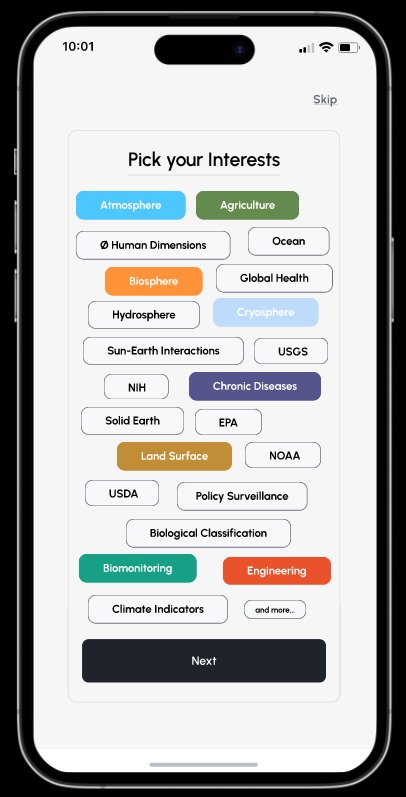 10:01
Skip
Pick your Interests
Atmosphere
Agriculture
Ø Human Dimensions
Ocean
Biosphere
Global Health
Hydrosphere
Cryosphere
Sun-Earth Interactions
USGS
NIH
Chronic Diseases
Solid Earth
EPA
Land Surface
NOAA
USDA
Policy Surveillance
Biological Classification
Biomonitoring
Engineering
Climate Indicators
and more...
Next